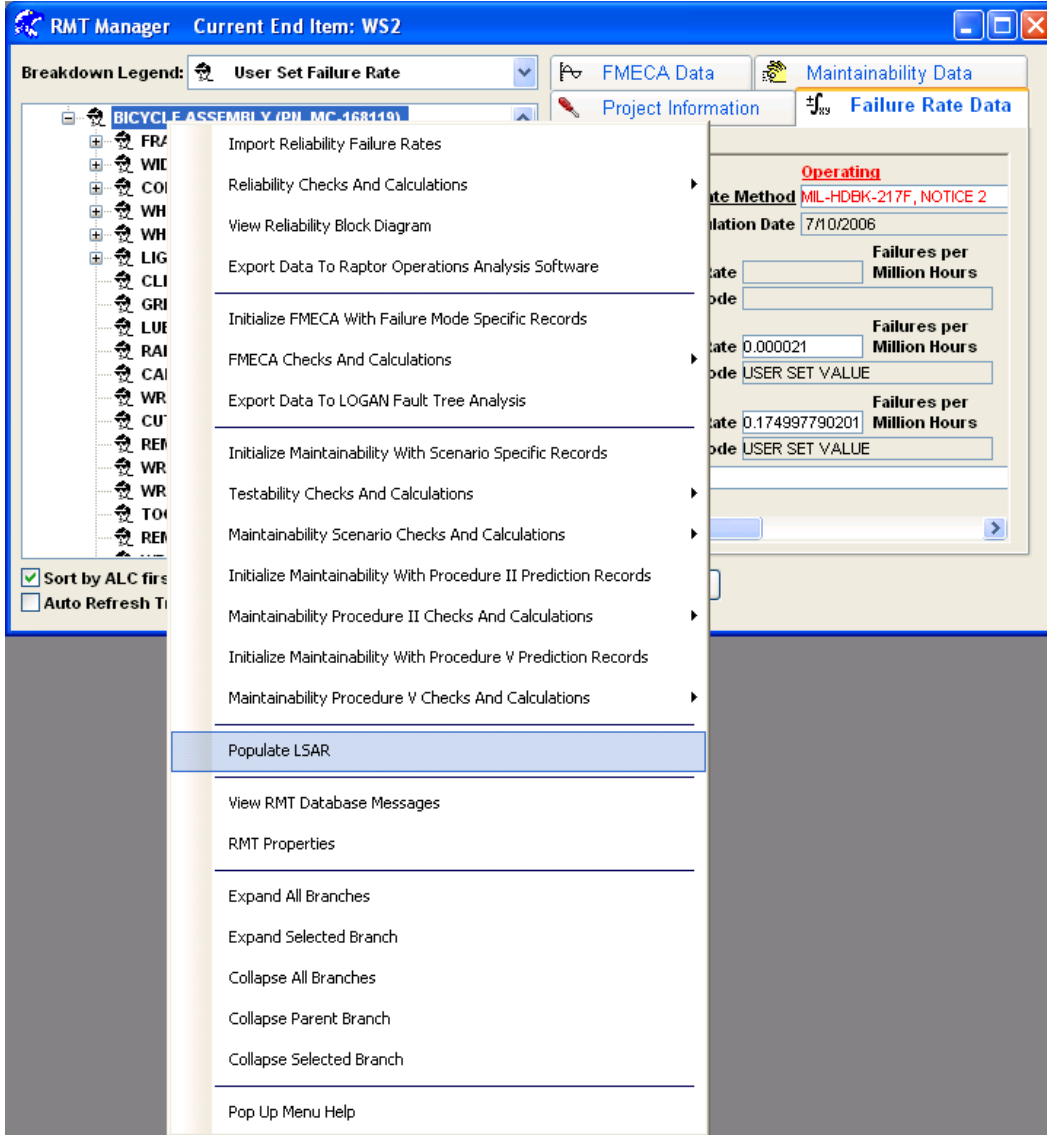 RMT Manager Current End Item: WS2
Breakdown Legend: User Set Failure Rate
FMECA Data Maintainability Data
Project Information Failure Rate Data
BICYCLE ASSEMBLY (PN MC-168119)
FRA
WID
COI
WH
WH
LIG
CLI
GRI
LUE
RAI
CAI
WR
CU
REM
WR
WR
TO
REM
Sort by ALC firs
Auto Refresh T
Import Reliability Failure Rates
Reliability Checks And Calculations
View Reliability Block Diagram
Export Data To Raptor Operations Analysis Software
Initialize FMECA With Failure Mode Specific Records
FMECA Checks And Calculations
Export Data To LOGAN Fault Tree Analysis
Initialize Maintainability With Scenario Specific Records
Testability Checks And Calculations
Maintainability Scenario Checks And Calculations
Initialize Maintainability With Procedure II Prediction Records
Maintainability Procedure II Checks And Calculations
Initialize Maintainability With Procedure V Prediction Records
Maintainability Procedure V Checks And Calculations
Populate LSAR
View RMT Database Messages
RMT Properties
Expand All Branches
Expand Selected Branch
Collapse All Branches
Collapse Parent Branch
Collapse Selected Branch
Pop Up Menu Help
Operating
te Method MIL-HDBK-217F, NOTICE 2
lation Date 7/10/2006
Failures per
Rate Million Hours
ode
Failures per
Rate 0.000021 Million Hours
ode USER SET VALUE
Failures per
Rate 0.174997790201 Million Hours
ode USER SET VALUE